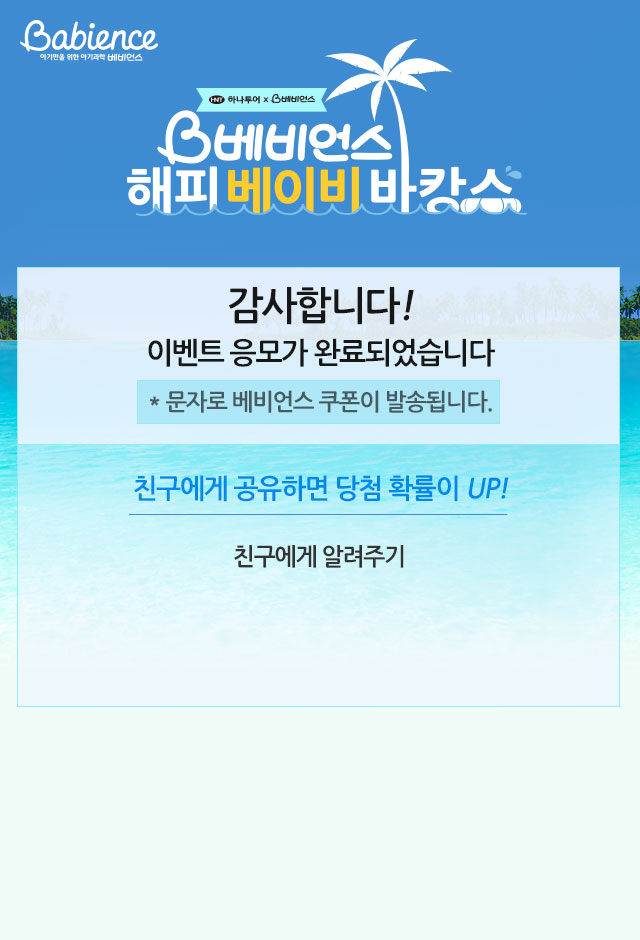 Babience
아기만을 위한 아기과학 베비언스
HNT 하나투어 x B베비언스
B베비언스
해피 베이비 바캉스
감사합니다!
이벤트 응모가 완료되었습니다
* 문자로 베비언스 쿠폰이 발송됩니다.
친구에게 공유하면 당첨 확률이 UP!
친구에게 알려주기